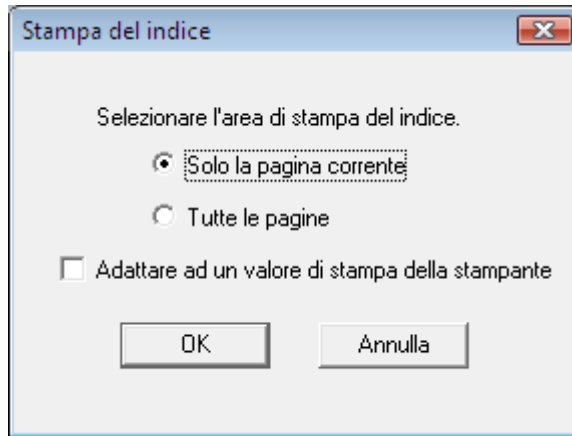 Stampa del indice
Selezionare l'area di stampa del indice.
Solo la pagina corrente
Tutte le pagine
Adattare ad un valore di stampa della stampante
OK Annulla